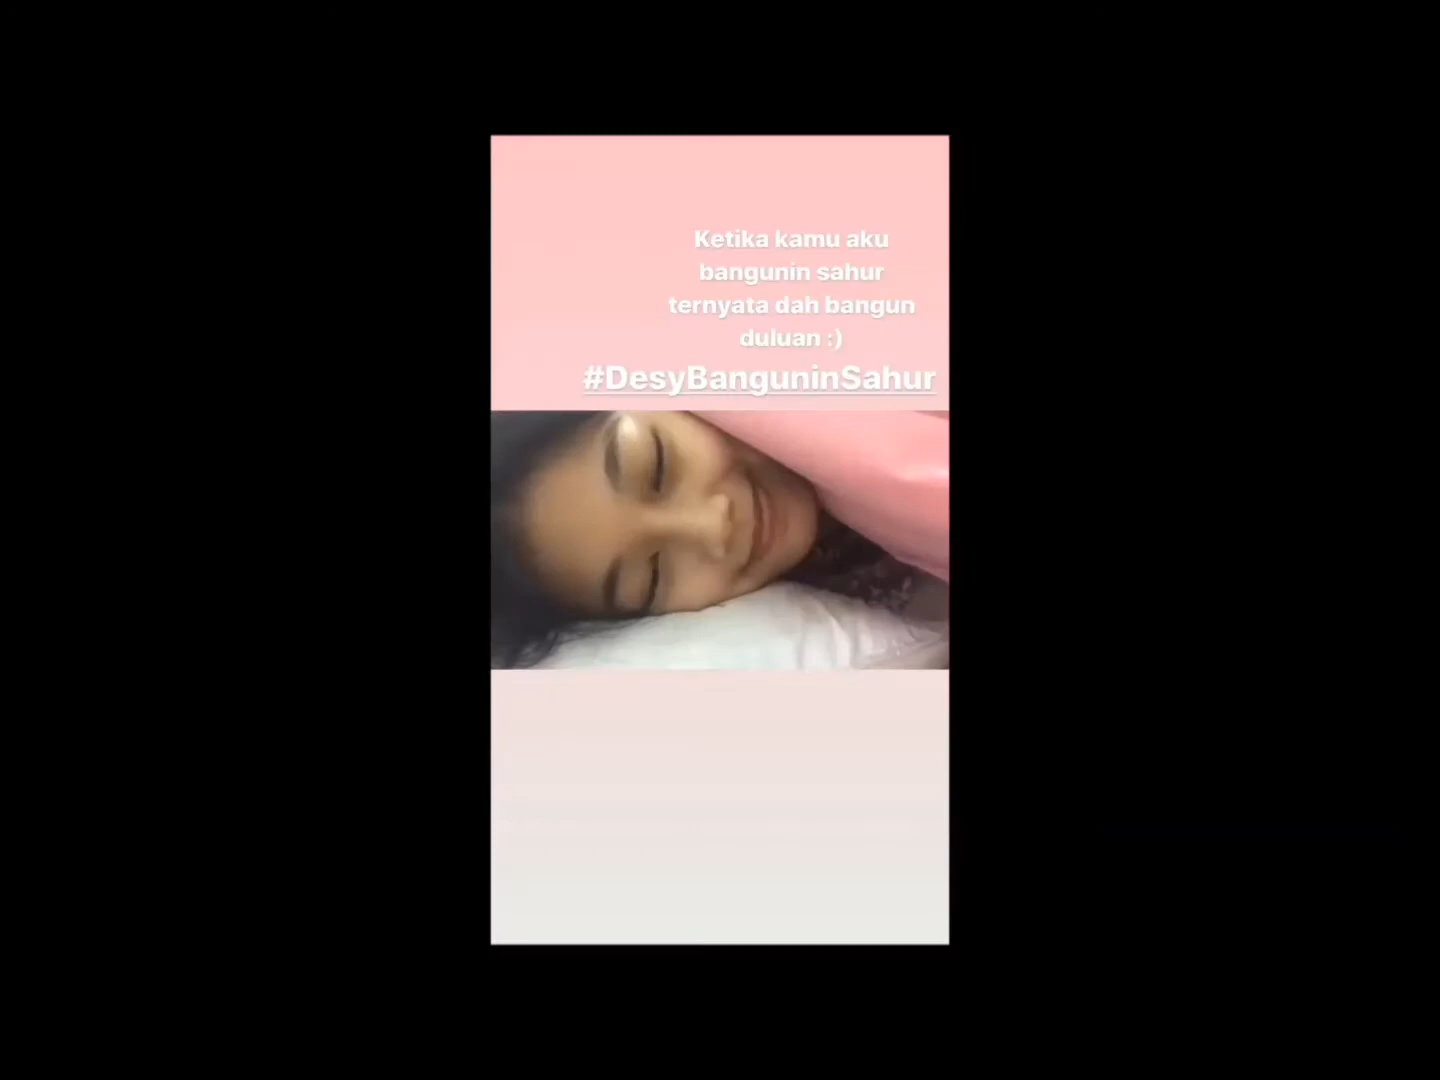 Ketika kamu aku
bangunin sahur
ternyata dah bangun
duluan :)
#DesyBanguninSahur